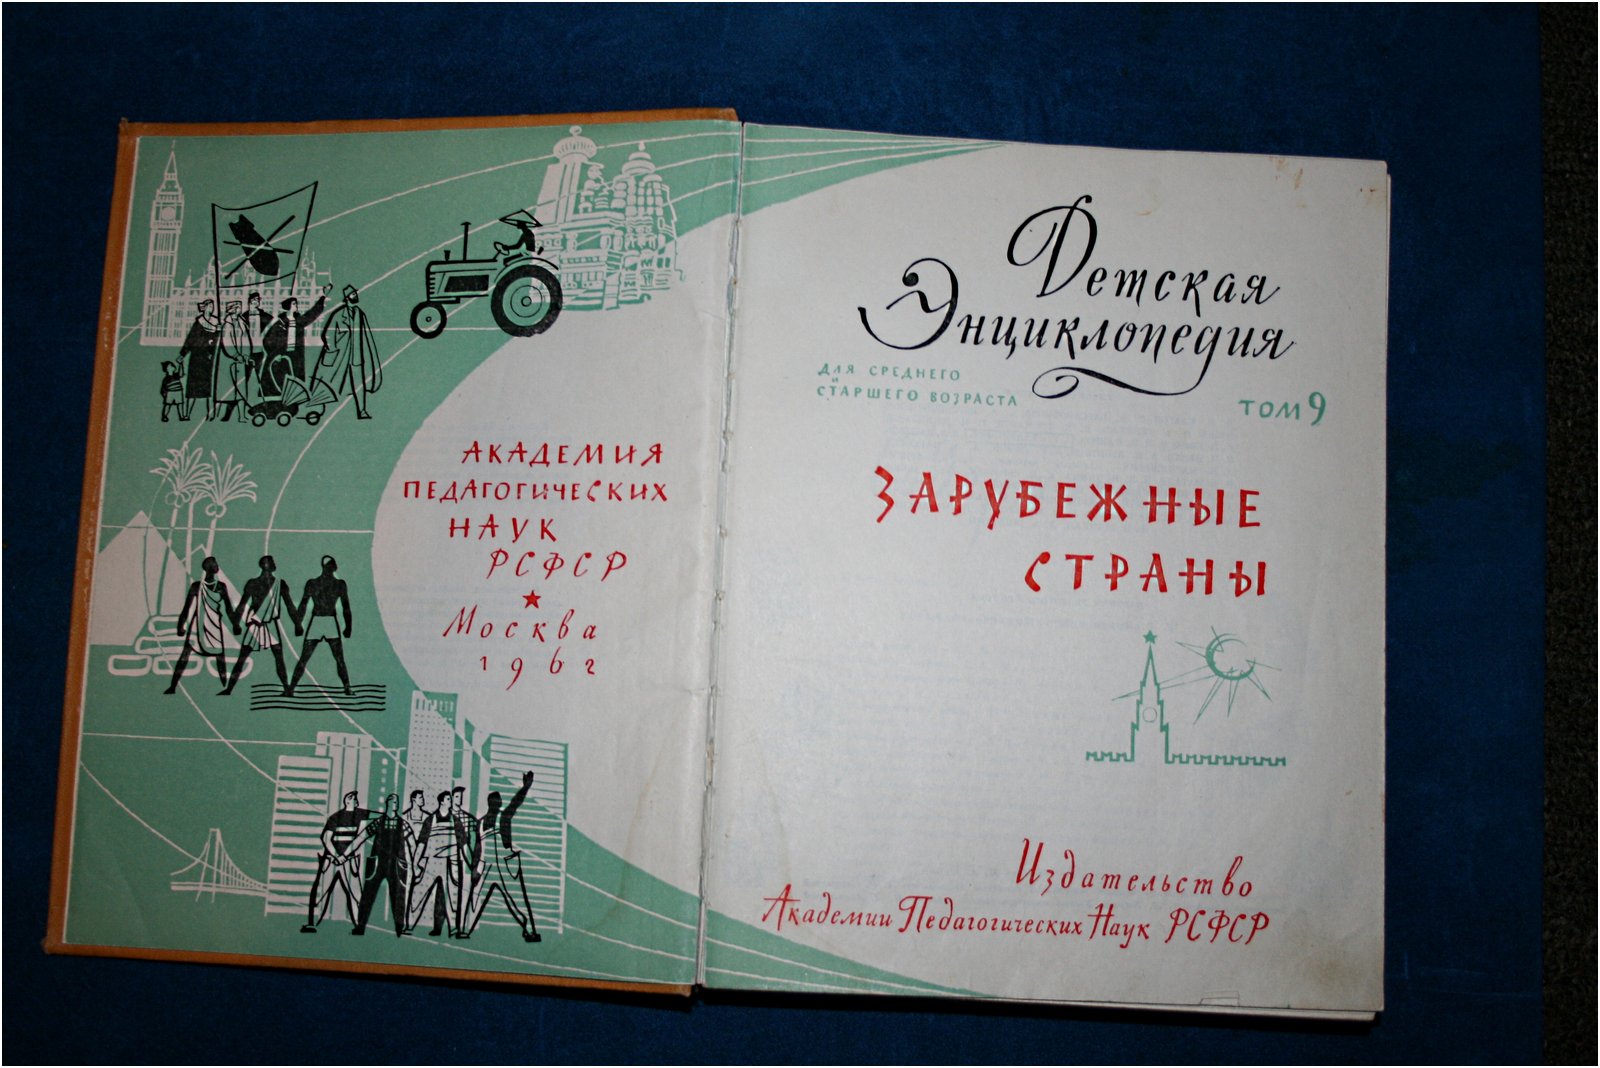 АКАДЕМИЯ
ПЕДАГОГИЧЕСКИХ
НАУК
РСФСР
Москва
1962
Детская
Энциклопедия
ДЛЯ СРЕДНЕГО
И
СТАРШЕГО ВОЗРАСТА
ТОМ 9
ЗАРУБЕЖНЫЕ
СТРАНЫ
Издательство
Академии Педагогических Наук РСФСР